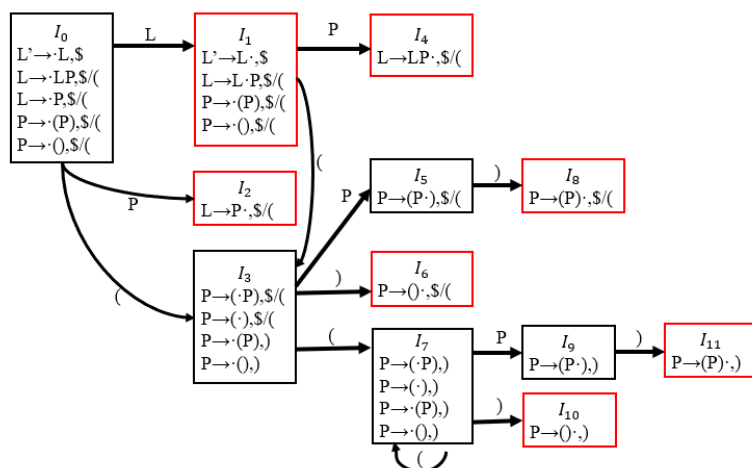 I₀
L’→·L,$
L→·LP,$/(
L→·P,$/(
P→·(P),$/(
P→·(),$/(
L
I₁
L’→L·,$
L→L·P,$/(
P→·(P),$/(
P→·(),$/(
P
I₄
L→LP·,$/(
(
P
I₂
L→P·,$/(
P
I₅
P→(P·),$/(
)
I₈
P→(P)·,$/(
(
I₃
P→(·P),$/(
P→(·),$/(
P→·(P),)
P→·(),)
)
I₆
P→()·,$/(
(
I₇
P→(·P),)
P→(·),)
P→·(P),)
P→·(),)
P
I₉
P→(P·),)
)
I₁₁
P→(P)·,)
)
I₁₀
P→()·,)
(